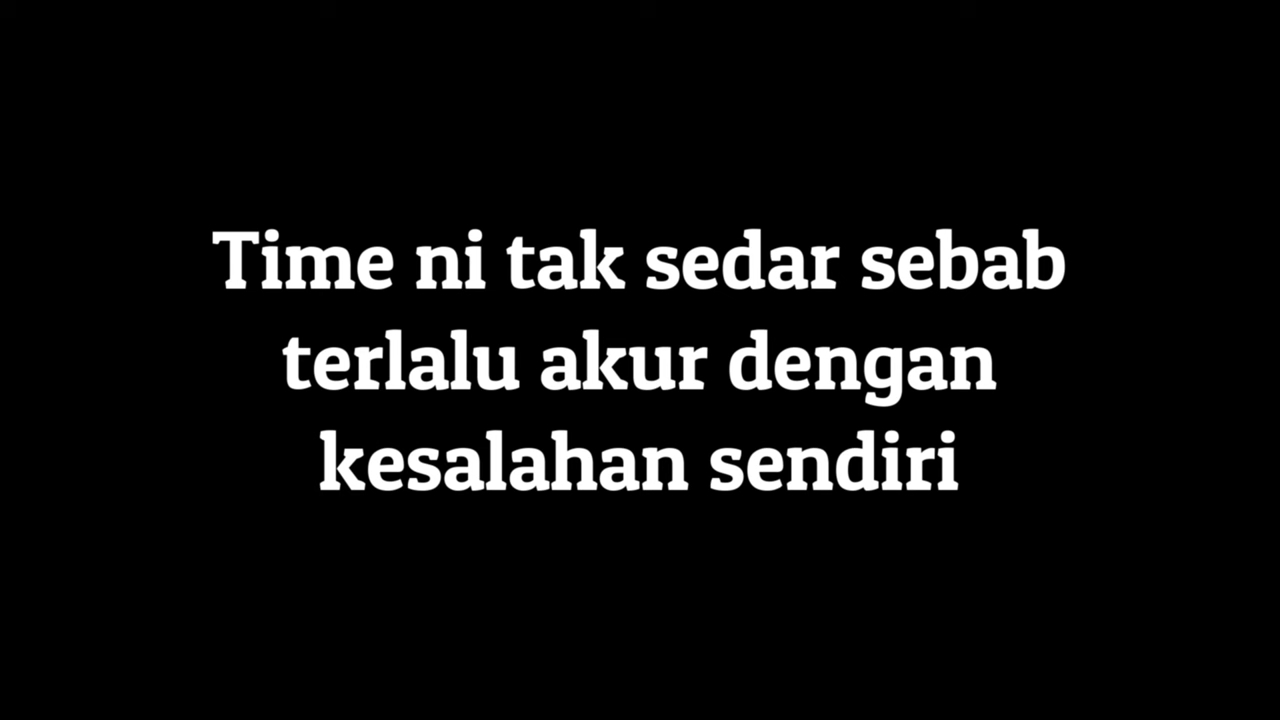 Time ni tak sedar sebab
terlalu akur dengan
kesalahan sendiri